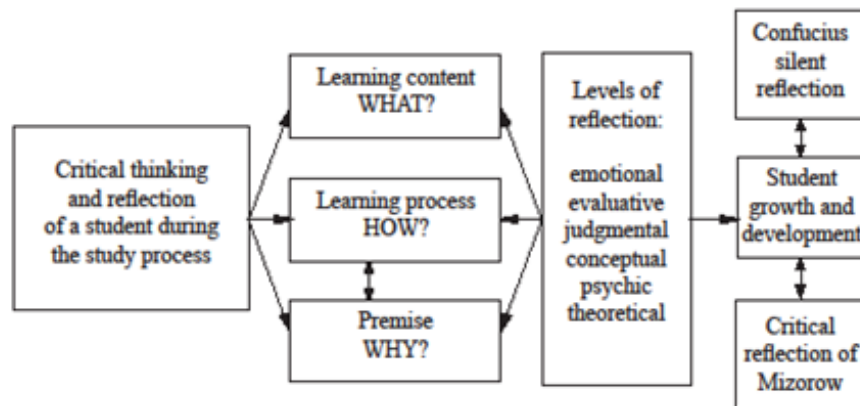 Critical thinking
and reflection
of a student during
the study process
Learning content
WHAT?
Learning process
HOW?
Premise
WHY?
Levels of
reflection:
emotional
evaluative
judgmental
conceptual
psychic
theoretical
Confucius
silent
reflection
Student
growth and
development
Critical
reflection of
Mizorow